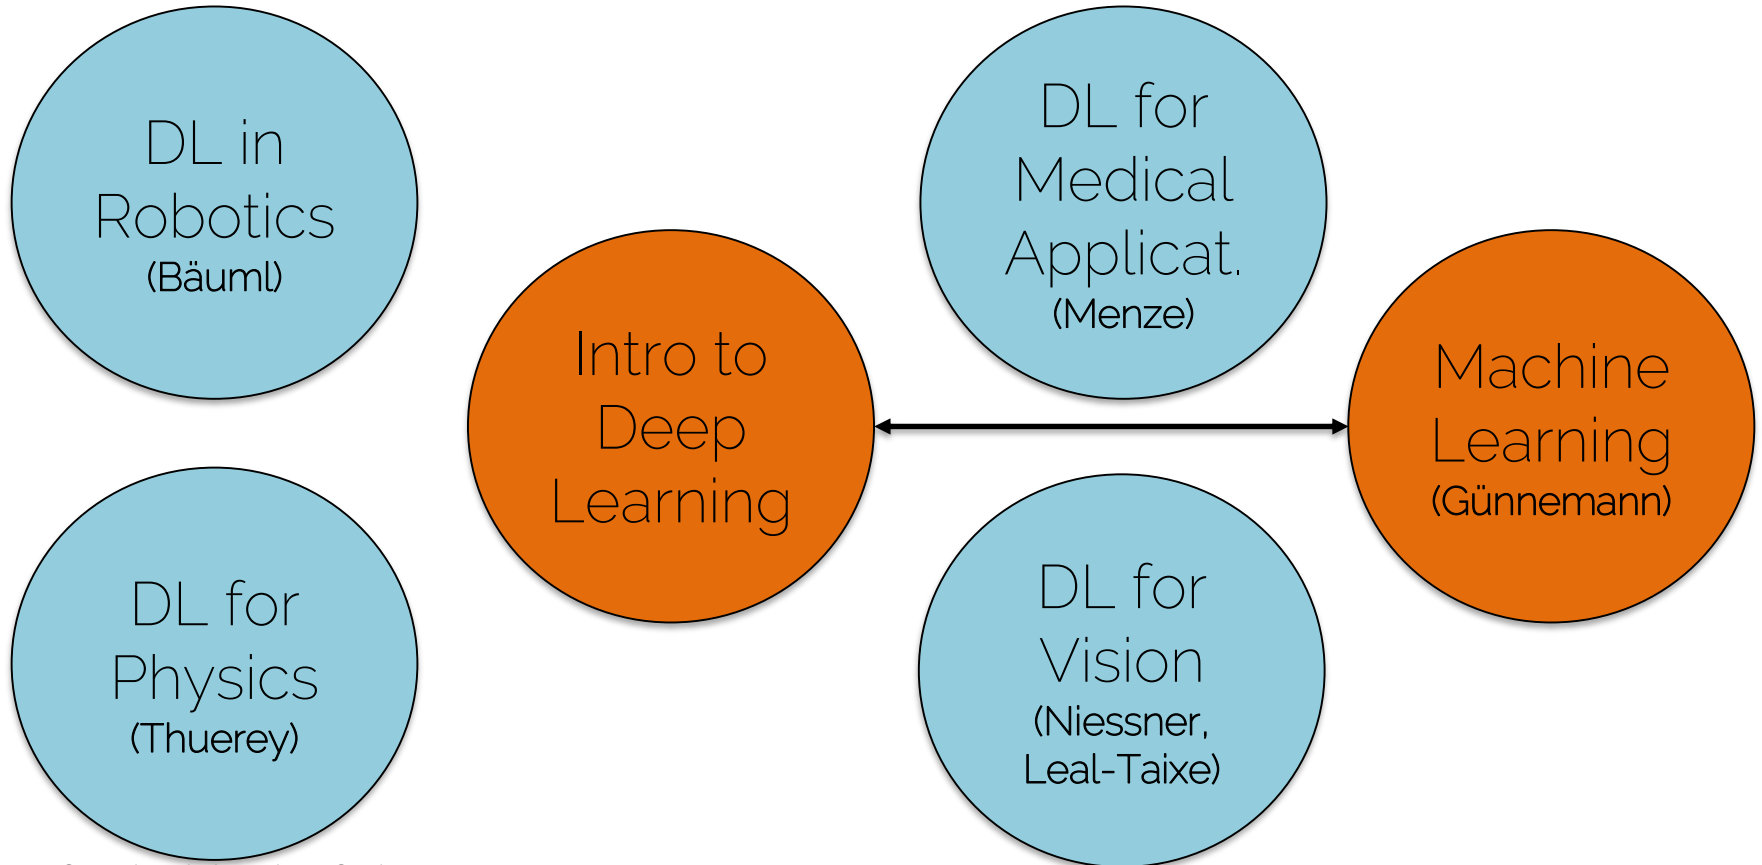 DL in
Robotics
(Bäuml)
DL for
Physics
(Thuerey)
Intro to
Deep
Learning
DL for
Medical
Applicat.
(Menze)
DL for
Vision
(Niessner,
Leal-Taixe)
Machine
Learning
(Günnemann)